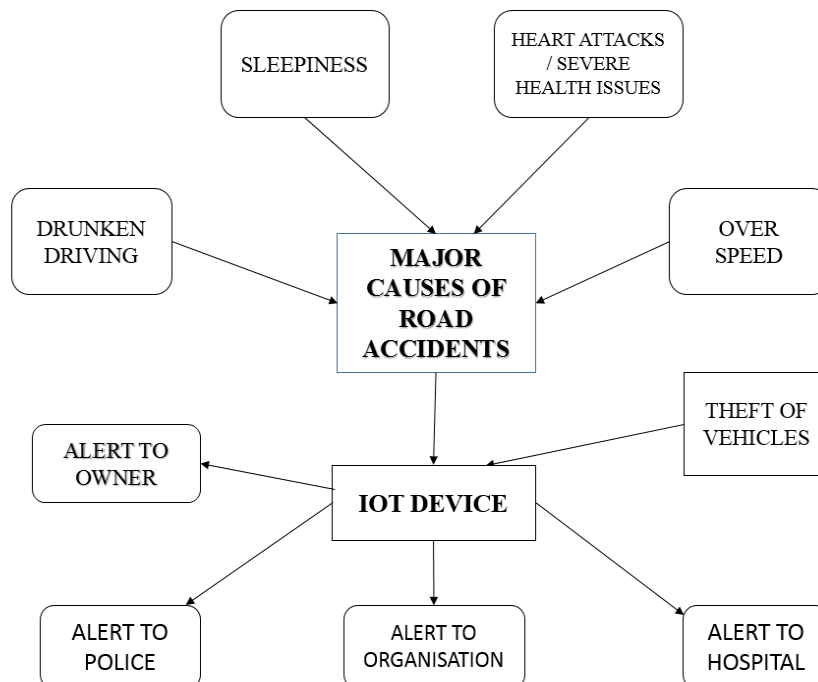 SLEEPINESS
HEART ATTACKS
/ SEVERE
HEALTH ISSUES
DRUNKEN
DRIVING
MAJOR
CAUSES OF
ROAD
ACCIDENTS
OVER
SPEED
THEFT OF
VEHICLES
ALERT TO
OWNER
IOT DEVICE
ALERT TO
POLICE
ALERT TO
ORGANISATION
ALERT TO
HOSPITAL